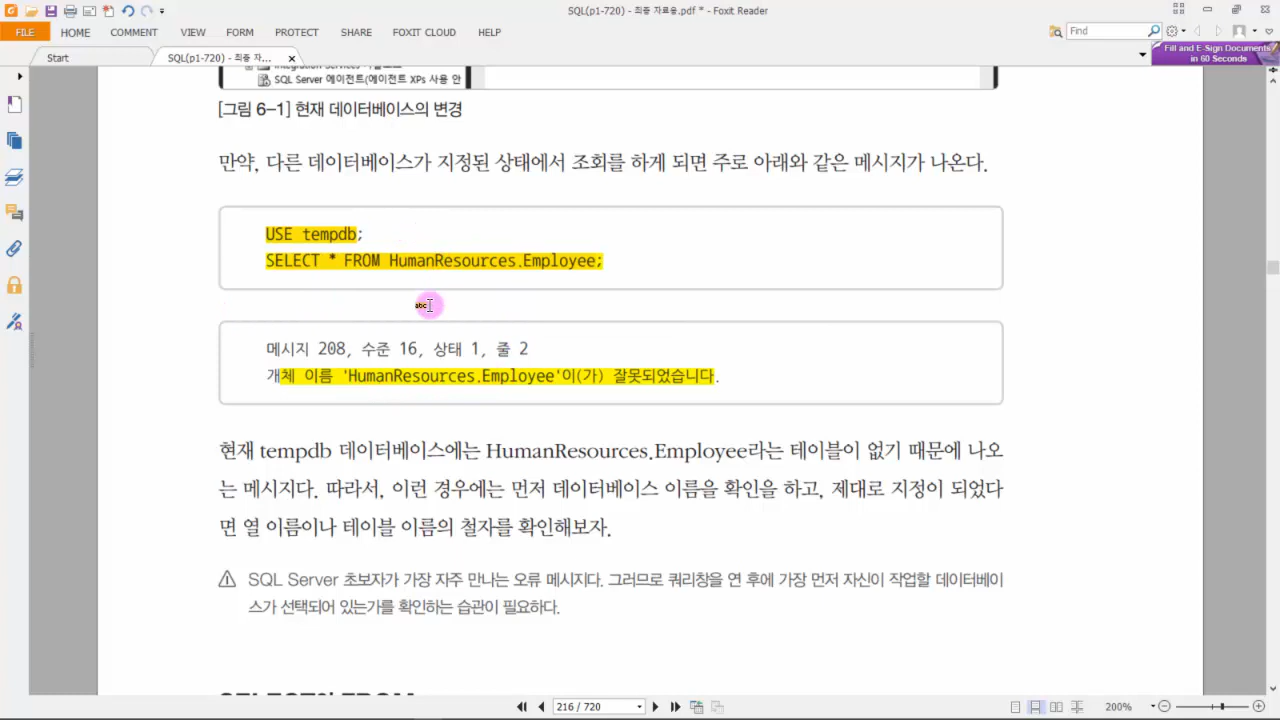 SQL(p1-720) - 최종 자료용.pdf * - Foxit Reader
FILE HOME COMMENT VIEW FORM PROTECT SHARE FOXIT CLOUD HELP
Find
Start
SQL(p1-720) - 최종 자...
Fill and E-Sign Documents
in 60 Seconds
SQL Server 에이전트(에이전트 XPs 사용 안
[그림 6-1] 현재 데이터베이스의 변경
만약, 다른 데이터베이스가 지정된 상태에서 조회를 하게 되면 주로 아래와 같은 메시지가 나온다.
USE tempdb;
SELECT * FROM HumanResources.Employee;
abc
메시지 208, 수준 16, 상태 1, 줄 2
개체 이름 'HumanResources.Employee'이(가) 잘못되었습니다.
현재 tempdb 데이터베이스에는 HumanResources.Employee라는 테이블이 없기 때문에 나오
는 메시지다. 따라서, 이런 경우에는 먼저 데이터베이스 이름을 확인을 하고, 제대로 지정이 되었다
면 열 이름이나 테이블 이름의 철자를 확인해보자.
SQL Server 초보자가 가장 자주 만나는 오류 메시지다. 그러므로 쿼리창을 연 후에 가장 먼저 자신이 작업할 데이터베이
스가 선택되어 있는가를 확인하는 습관이 필요하다.
216 / 720
200%